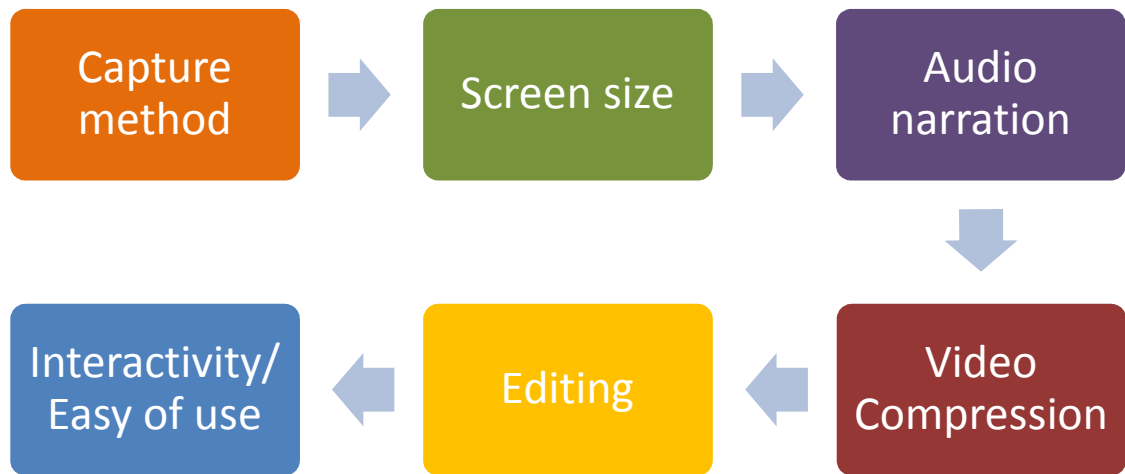 Capture
method
Screen size
Audio
narration
Video
Compression
Editing
Interactivity/
Easy of use